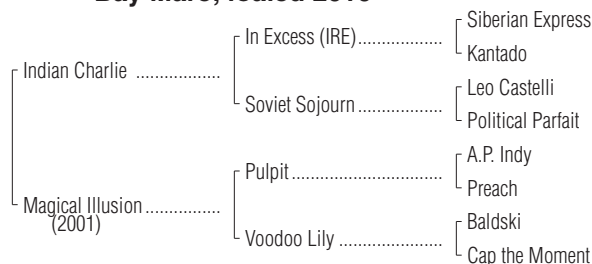 Bay Mare; foaled
Siberian Express
In Excess (IRE)
Kantado
Indian Charlie
Leo Castelli
Soviet Sojourn
Political Parfait
A.P. Indy
Pulpit
Preach
Magical Illusion
(2001)
Baldski
Voodoo Lily
Cap the Moment